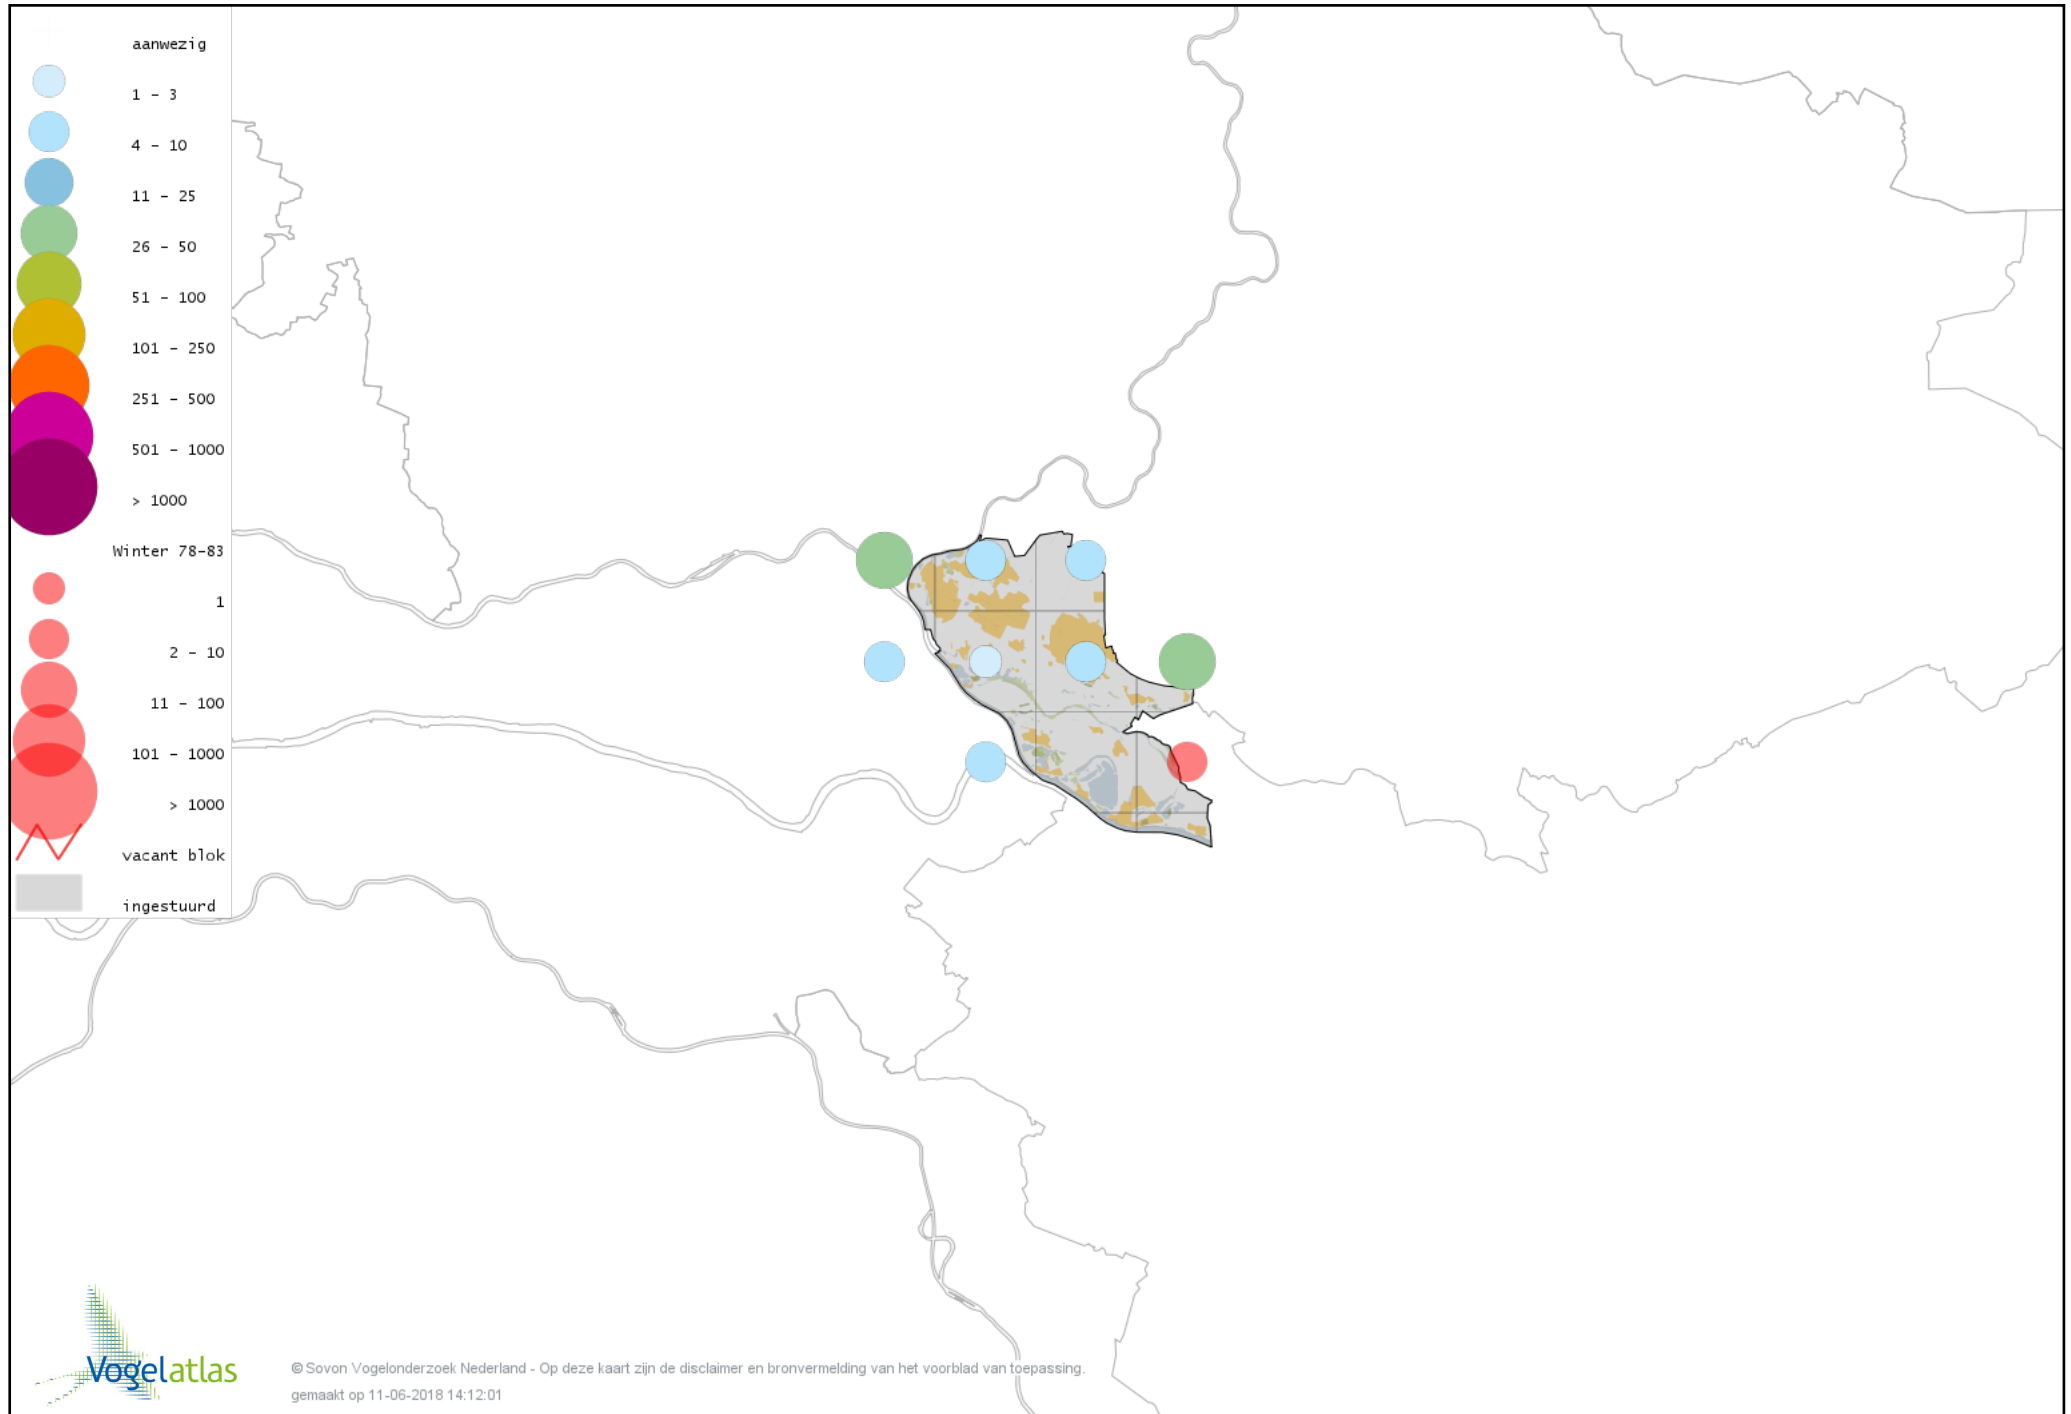 aanwezig
1 - 3
4 - 10
11 - 25
26 - 50
51 - 100
101 - 250
251 - 500
501 - 1000
> 1000
Winter 78-83
1
2 - 10
11 - 100
101 - 1000
> 1000
vacant blok
ingestuurd
Vogelatlas
© Sovon Vogelonderzoek Nederland - Op deze kaart zijn de disclaimer en bronvermelding van het voorblad van toepassing.
gemaakt op 11-06-2018 14:12:01